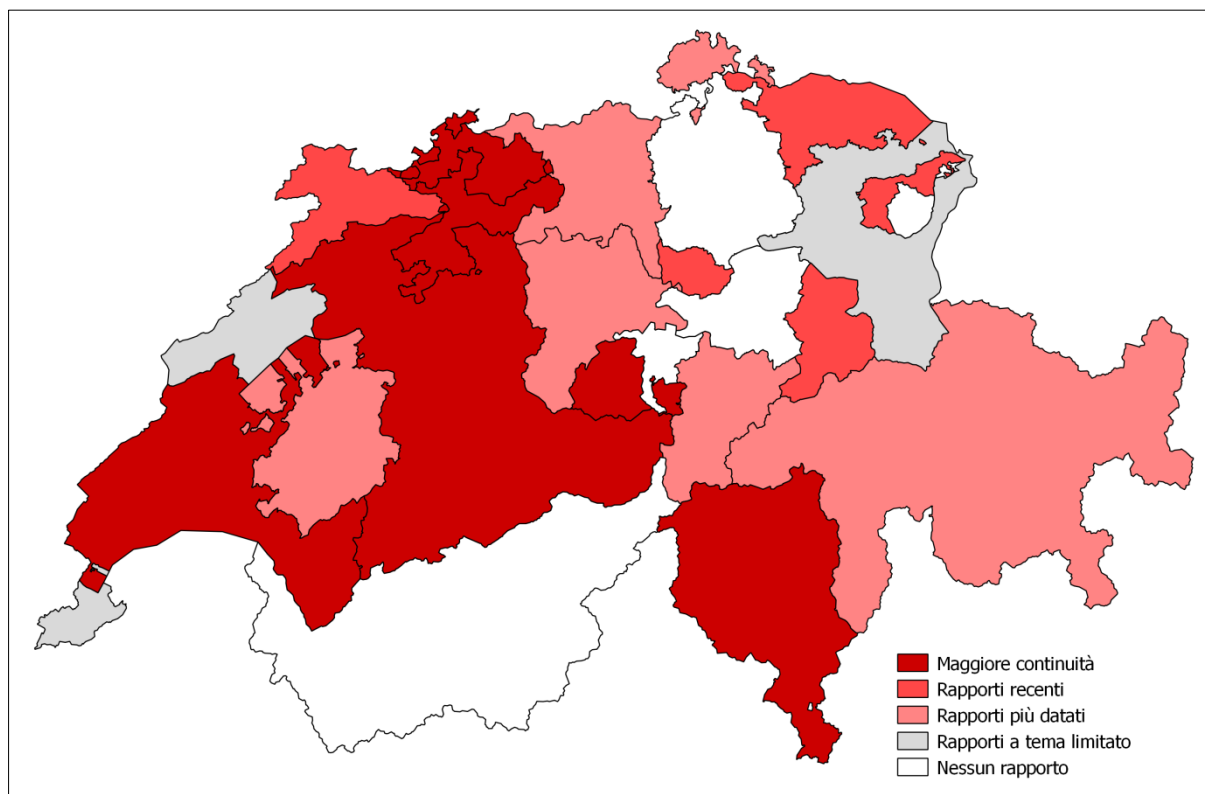 Maggiore continuità
Rapporti recenti
Rapporti più datati
Rapporti a tema limitato
Nessun rapporto